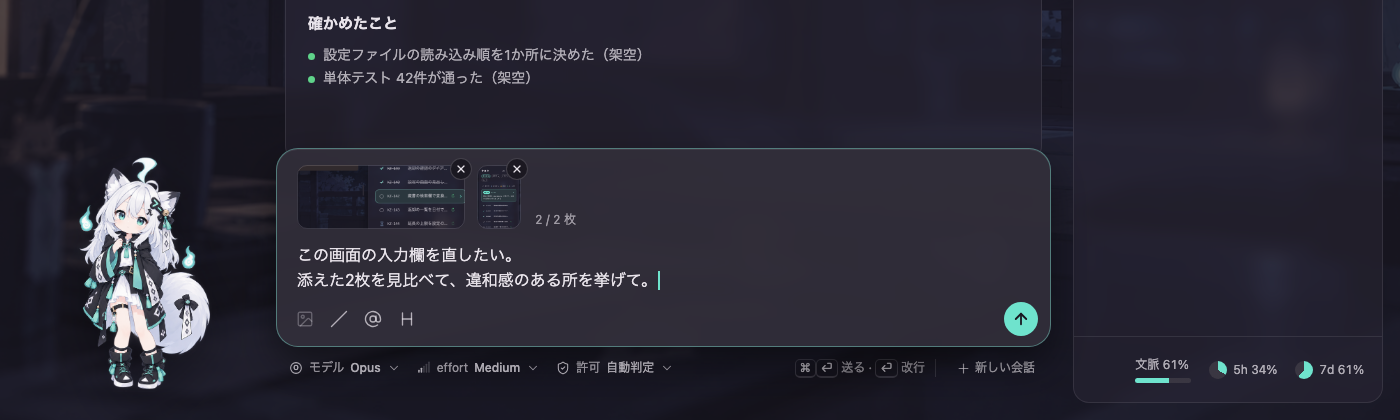 確かめたこと
設定ファイルの読み込み順を1か所に決めた（架空）
単体テスト 42件が通った（架空）
2 / 2 枚
この画面の入力欄を直したい。
添えた2枚を見比べて、違和感のある所を挙げて。
モデル Opus effort Medium 許可 自動判定 ⌘ ↵ 送る · ↵ 改行 + 新しい会話
文脈 61% 5h 34% 7d 61%